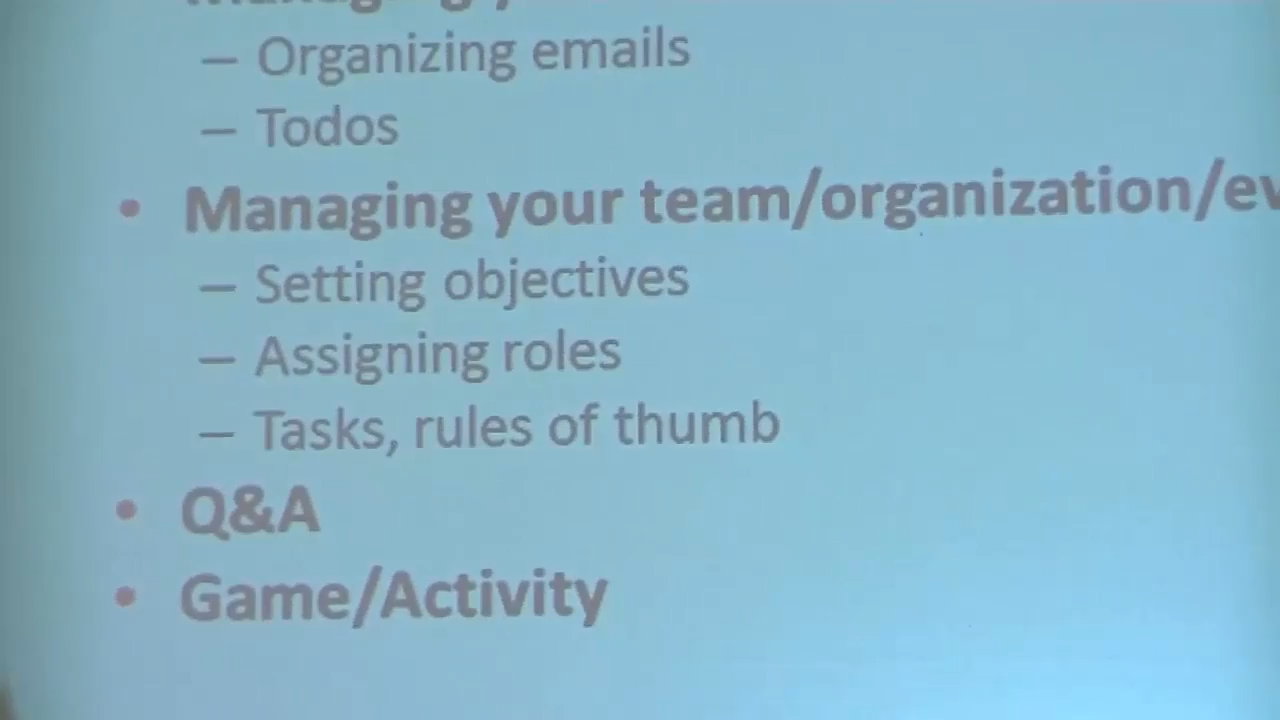 – Organizing emails
– Todos
• Managing your team/organization/ev
– Setting objectives
– Assigning roles
– Tasks, rules of thumb
• Q&A
• Game/Activity